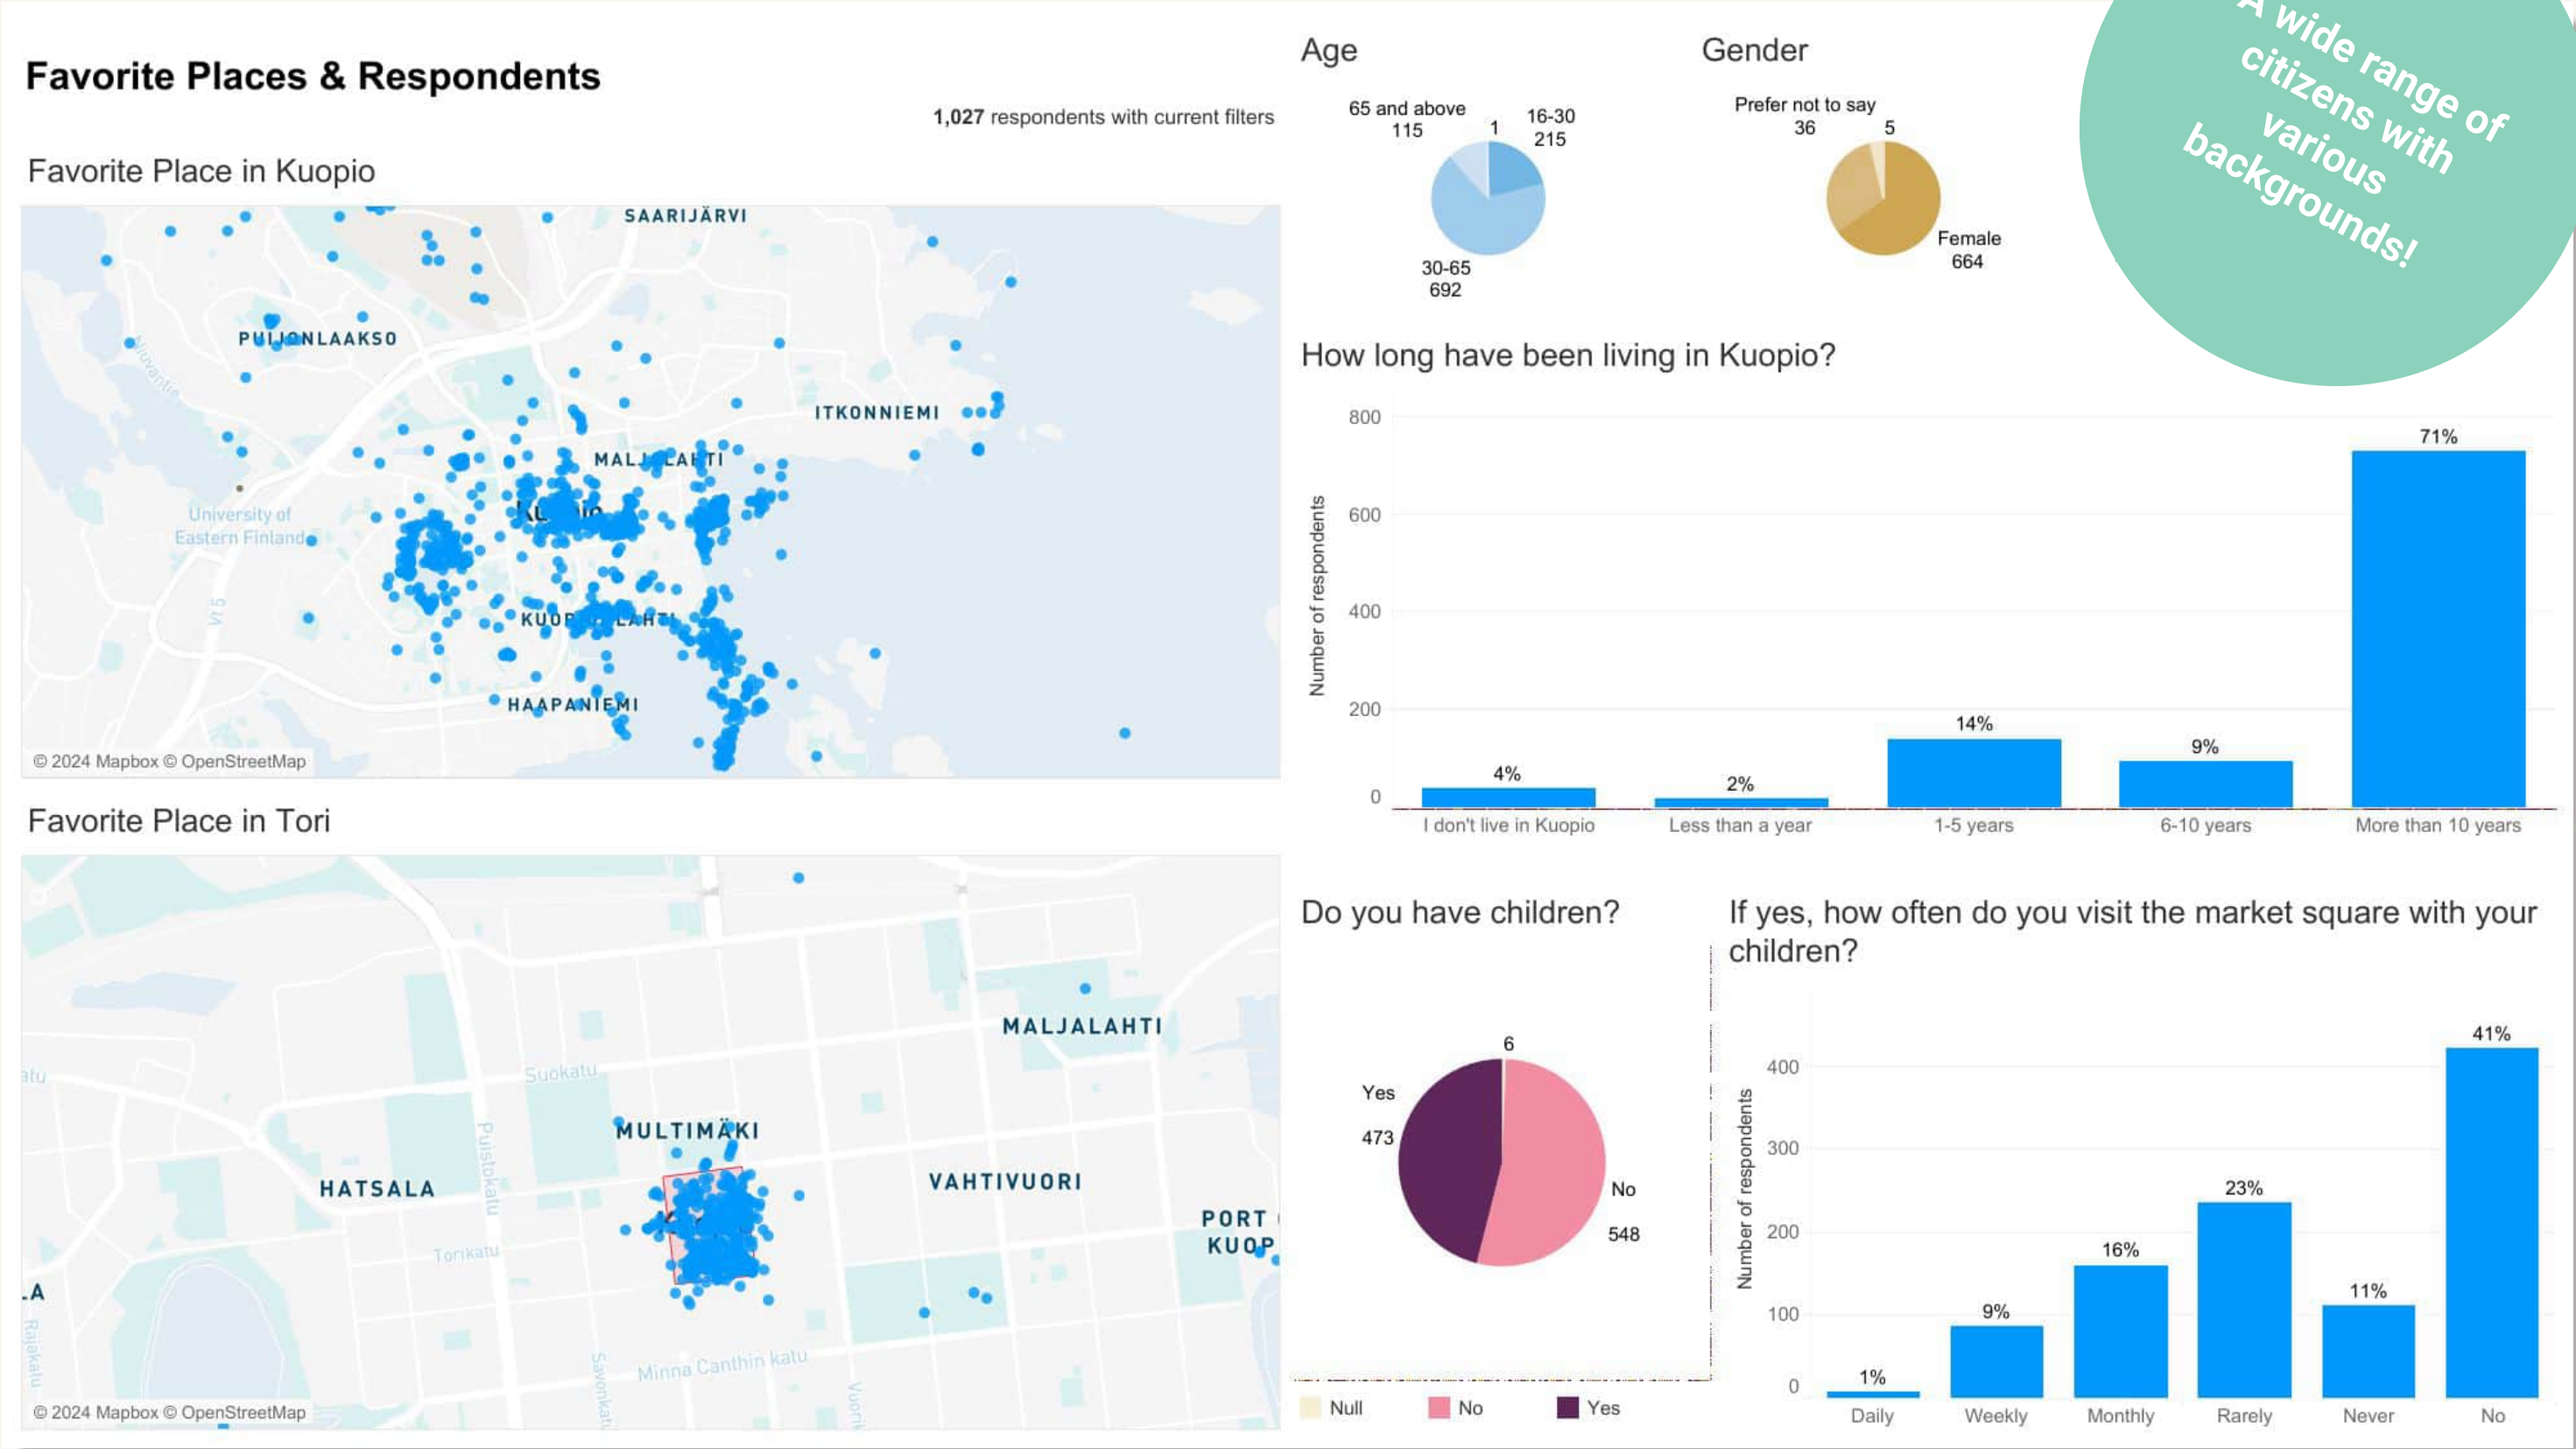 Favorite Places & Respondents
1,027 respondents with current filters
Favorite Place in Kuopio
SAARIJÄRVI
PUIJONLAAKSO
Niuvantie
ITKONNIEMI
MALJALAHTI
Kuopio
University of
Eastern Finland
Vt 5
HAAPANIEMI
© 2024 Mapbox © OpenStreetMap
Favorite Place in Tori
MALJALAHTI
Suokatu
MULTIMÄKI
Puistokatu
HATSALA
VAHTIVUORI
PORT
KUOP
Torikatu
Rajakatu
Minna Canthin katu
© 2024 Mapbox © OpenStreetMap
Age
65 and above
115
1
16-30
215
30-65
692
Gender
Prefer not to say
36
5
Female
664
A wide range of
citizens with
various
backgrounds!
How long have been living in Kuopio?
Number of respondents
800
600
400
200
0
4%
2%
14%
9%
71%
I don't live in Kuopio
Less than a year
1-5 years
6-10 years
More than 10 years
Do you have children?
6
Yes
473
No
548
Null
No
Yes
If yes, how often do you visit the market square with your
children?
Number of respondents
400
300
200
100
0
1%
9%
16%
23%
11%
41%
Daily
Weekly
Monthly
Rarely
Never
No